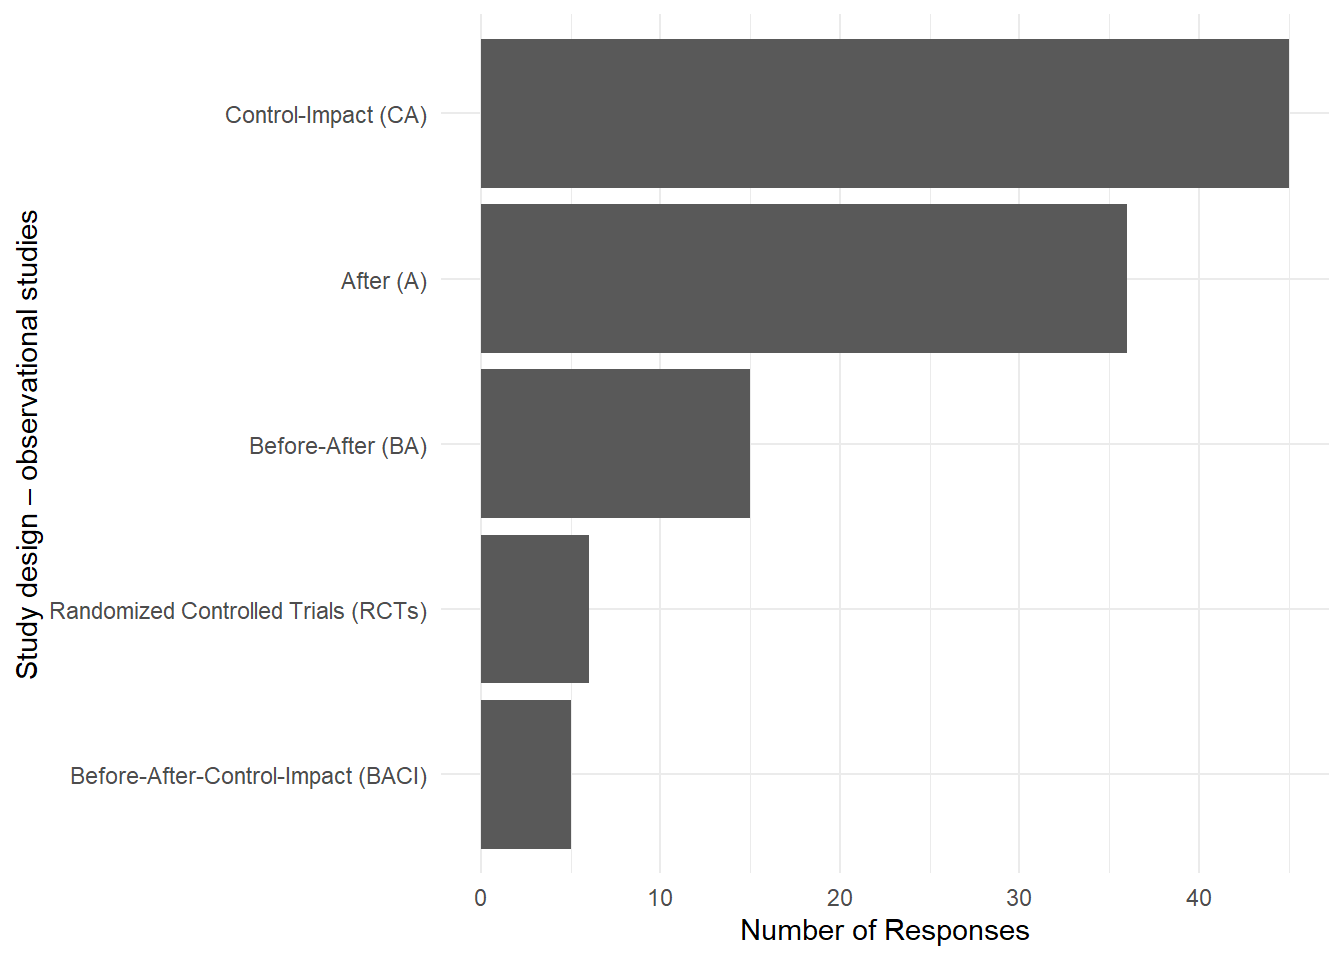 Study design – observational studies
Control-Impact (CA)
After (A)
Before-After (BA)
Randomized Controlled Trials (RCTs)
Before-After-Control-Impact (BACI)
0 10 20 30 40
Number of Responses